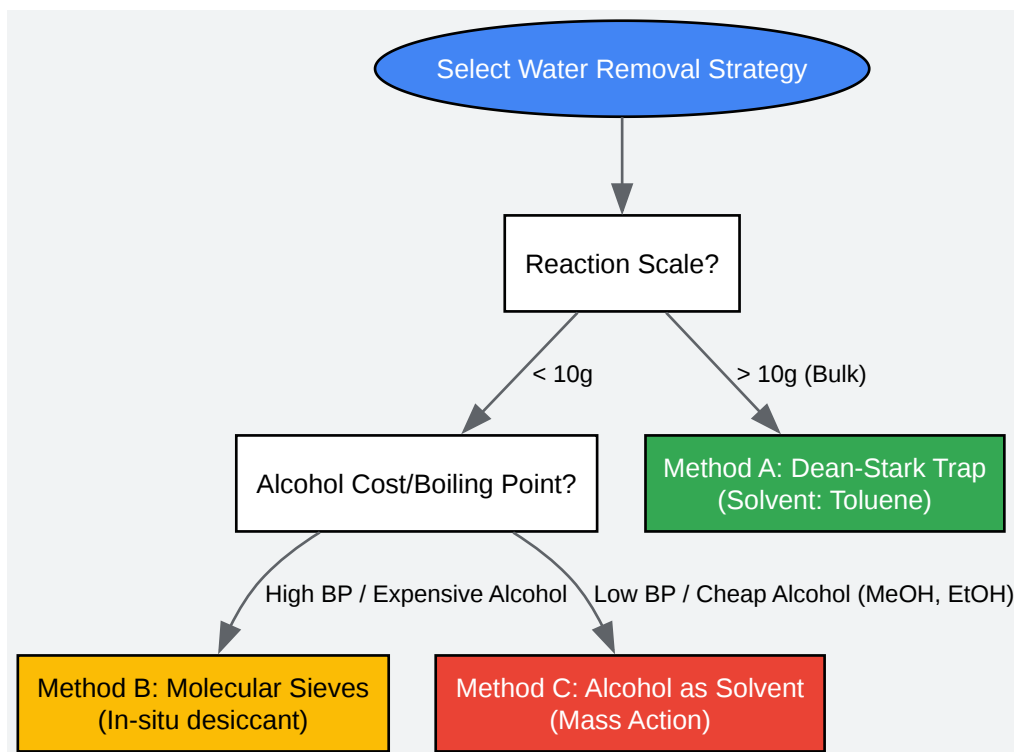 Select Water Removal Strategy
Reaction Scale?
< 10g
> 10g (Bulk)
Alcohol Cost/Boiling Point?
Method A: Dean-Stark Trap
(Solvent: Toluene)
High BP / Expensive Alcohol
Low BP / Cheap Alcohol (MeOH, EtOH)
Method B: Molecular Sieves
(In-situ desiccant)
Method C: Alcohol as Solvent
(Mass Action)